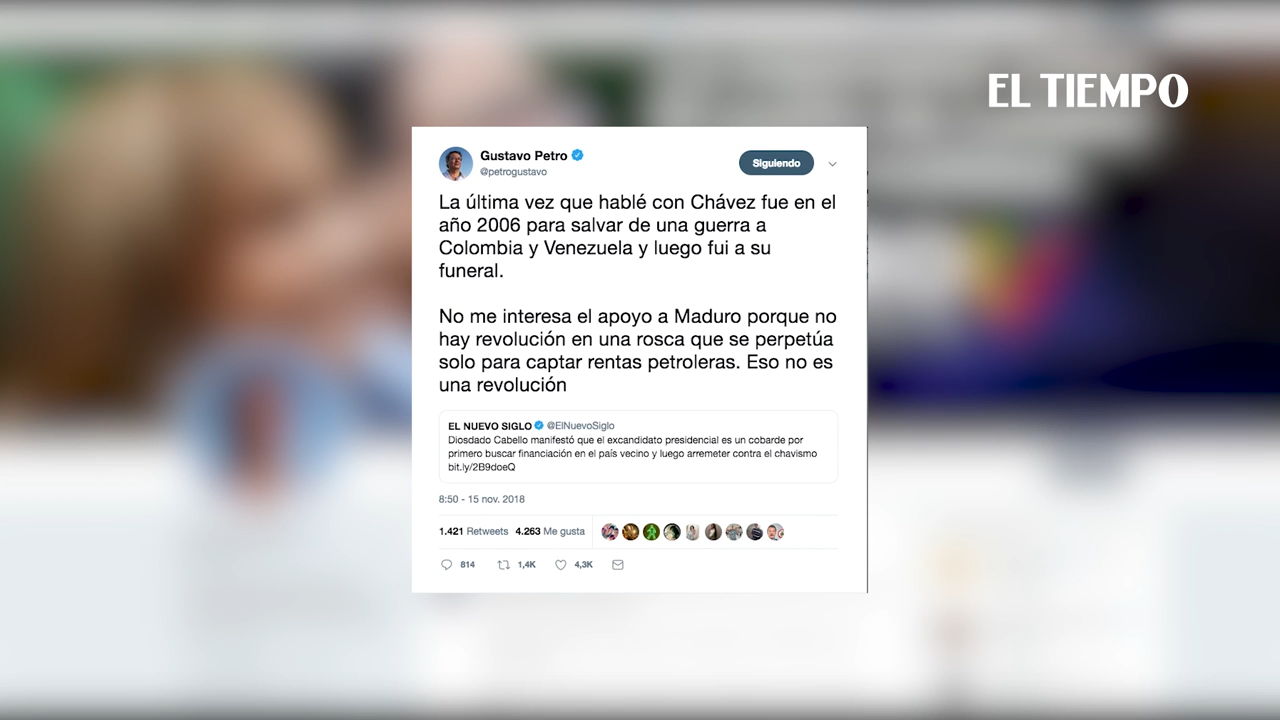 EL TIEMPO
Gustavo Petro
@petrogustavo
Siguiendo
La última vez que hablé con Chávez fue en el
año 2006 para salvar de una guerra a
Colombia y Venezuela y luego fui a su
funeral.
No me interesa el apoyo a Maduro porque no
hay revolución en una rosca que se perpetúa
solo para captar rentas petroleras. Eso no es
una revolución
EL NUEVO SIGLO @ElNuevoSiglo
Diosdado Cabello manifestó que el excandidato presidencial es un cobarde por
primero buscar financiación en el país vecino y luego arremeter contra el chavismo
bit.ly/2B9doeQ
8:50 - 15 nov. 2018
1.421 Retweets 4.263 Me gusta
814 1,4K 4,3K